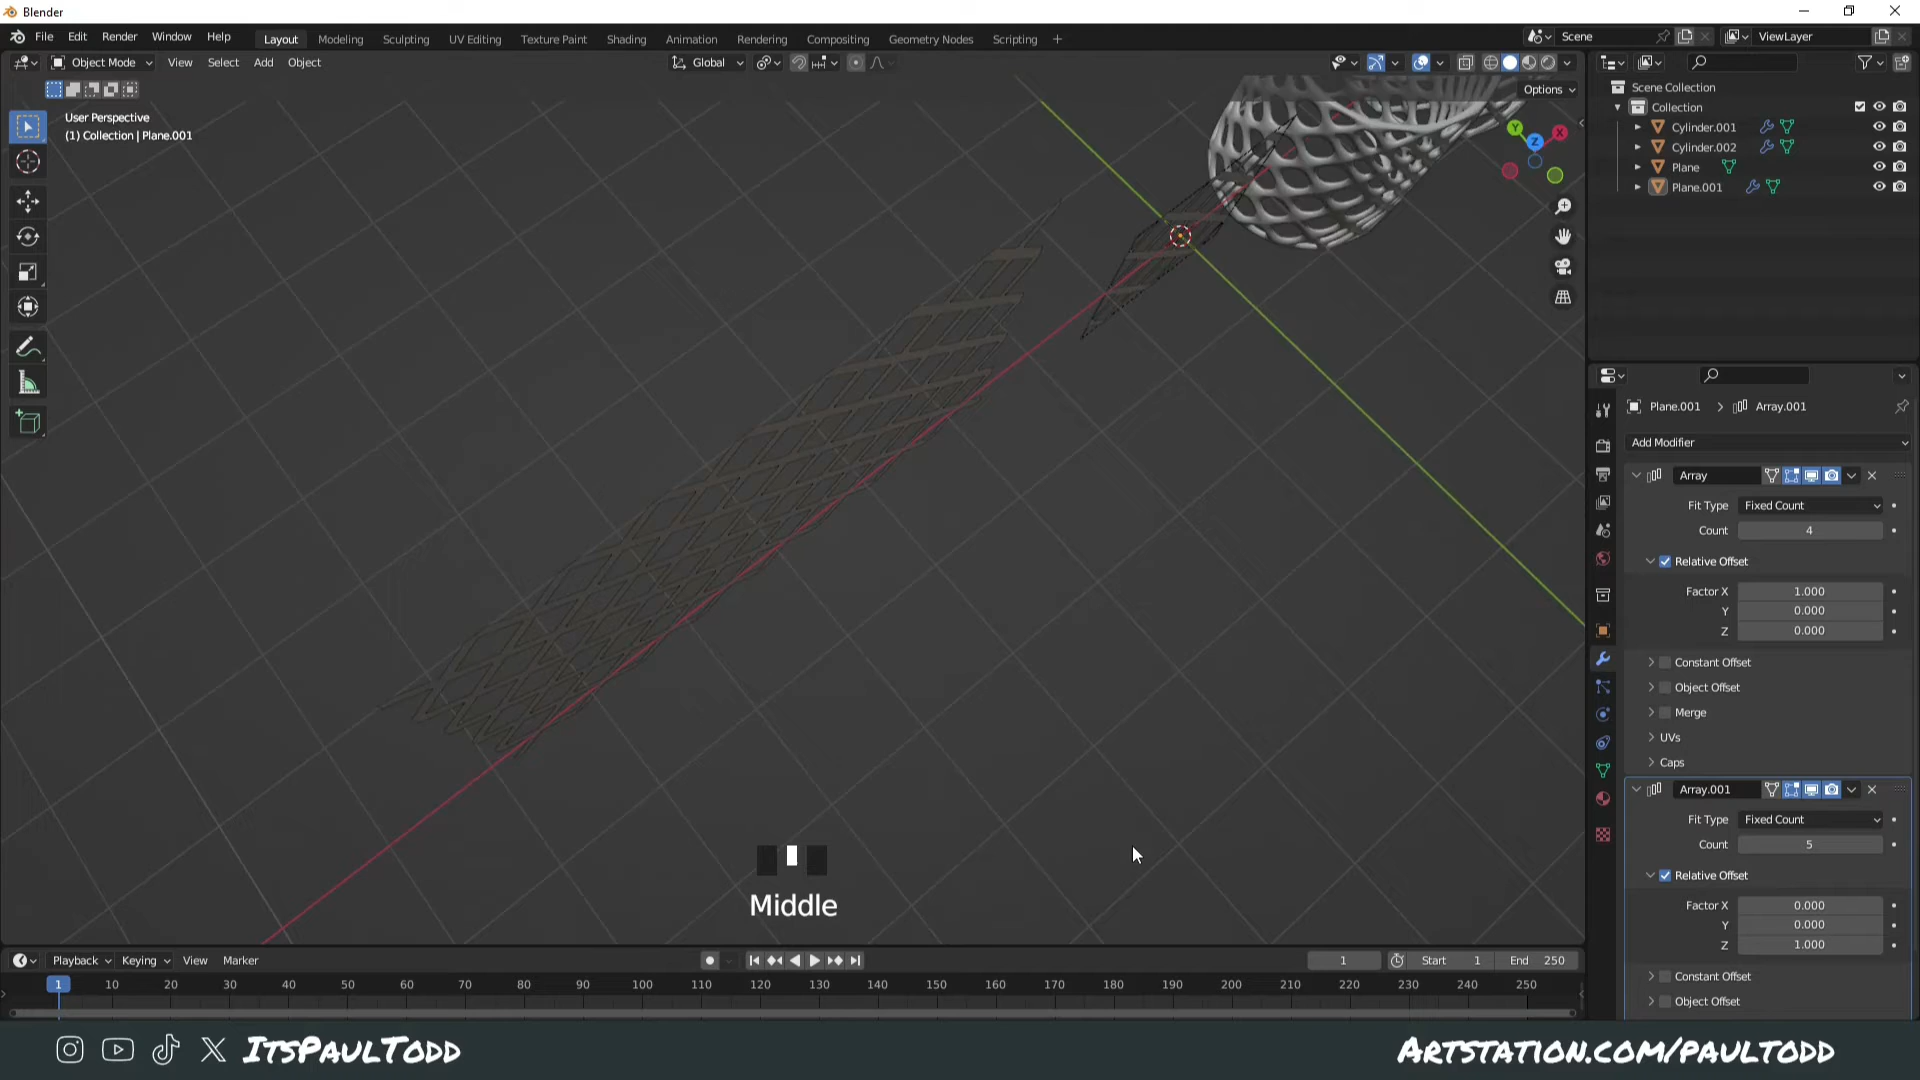 Blender
File Edit Render Window Help
Layout Modeling Sculpting UV Editing Texture Paint Shading Animation Rendering Compositing Geometry Nodes Scripting +
Scene
ViewLayer
Object Mode View Select Add Object
Global
Options
User Perspective
(1) Collection | Plane.001
Y X Z
Scene Collection
Collection
Cylinder.001
Cylinder.002
Plane
Plane.001
Plane.001 > Array.001
Add Modifier
Array
Fit Type Fixed Count
Count 4
Relative Offset
Factor X 1.000
Y 0.000
Z 0.000
Constant Offset
Object Offset
Merge
UVs
Caps
Array.001
Fit Type Fixed Count
Count 5
Relative Offset
Factor X 0.000
Y 0.000
Z 1.000
Constant Offset
Object Offset
Middle
Playback Keying View Marker
1 Start 1 End 250
1 10 20 30 40 50 60 70 80 90 100 110 120 130 140 150 160 170 180 190 200 210 220 230 240 250
ItsPaulTodd
Artstation.com/paultodd